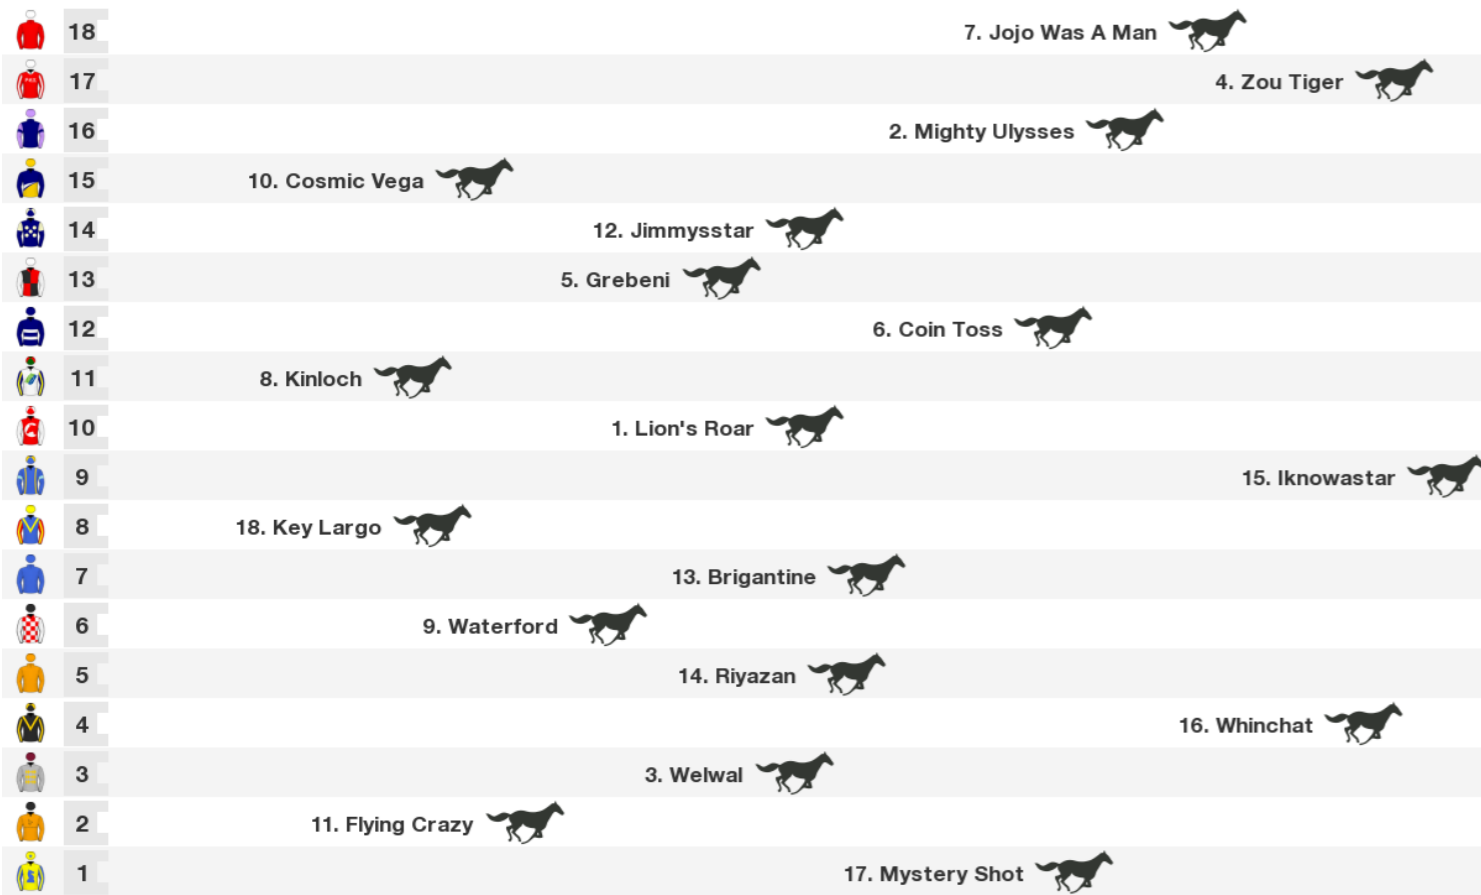 18 7. Jojo Was A Man
17 4. Zou Tiger
16 2. Mighty Ulysses
15 10. Cosmic Vega
14 12. Jimmysstar
13 5. Grebeni
12 6. Coin Toss
11 8. Kinloch
10 1. Lion's Roar
9 15. Iknowastar
8 18. Key Largo
7 13. Brigantine
6 9. Waterford
5 14. Riyazan
4 16. Whinchat
3 3. Welwal
2 11. Flying Crazy
1 17. Mystery Shot